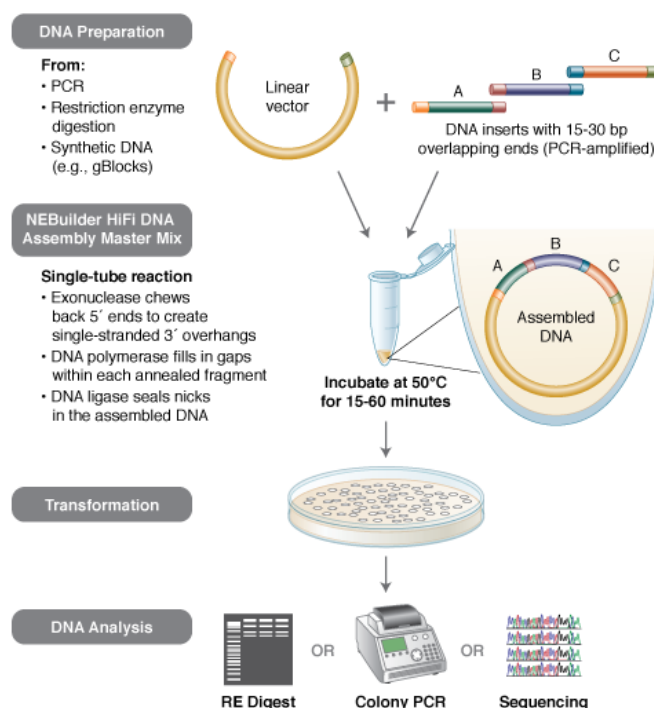 DNA Preparation
From:
• PCR
• Restriction enzyme
digestion
• Synthetic DNA
(e.g., gBlocks)
Linear
vector
+
A
B
C
DNA inserts with 15-30 bp
overlapping ends (PCR-amplified)
NEBuilder HiFi DNA
Assembly Master Mix
Single-tube reaction
• Exonuclease chews
back 5´ ends to create
single-stranded 3´ overhangs
• DNA polymerase fills in gaps
within each annealed fragment
• DNA ligase seals nicks
in the assembled DNA
Incubate at 50°C
for 15-60 minutes
A
B
C
Assembled
DNA
Transformation
DNA Analysis
OR
OR
RE Digest
Colony PCR
Sequencing